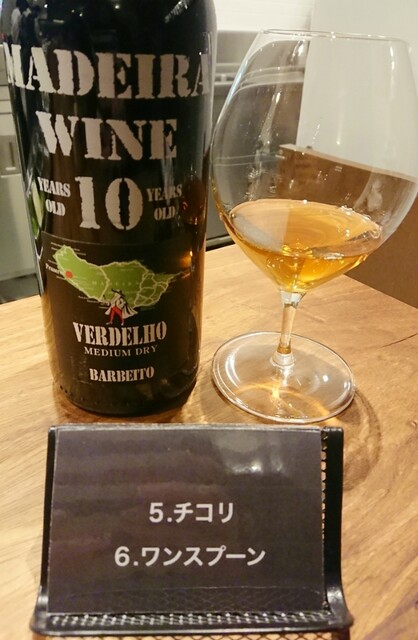 MADEIRA
WINE
YEARS OLD 10 YEARS OLD
VERDELHO
MEDIUM DRY
BARBEITO
5.チコリ
6.ワンスプーン